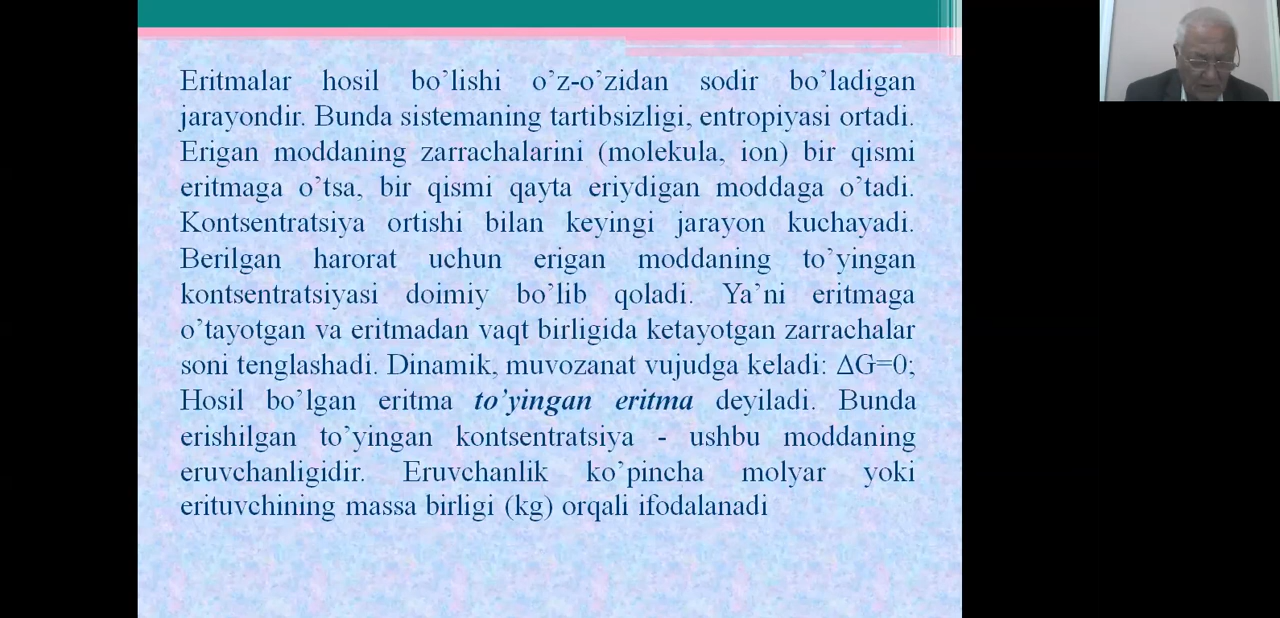 Eritmalar hosil bo’lishi o’z-o’zidan sodir bo’ladigan
jarayondir. Bunda sistemaning tartibsizligi, entropiyasi ortadi.
Erigan moddaning zarrachalarini (molekula, ion) bir qismi
eritmaga o’tsa, bir qismi qayta eriydigan moddaga o’tadi.
Kontsentratsiya ortishi bilan keyingi jarayon kuchayadi.
Berilgan harorat uchun erigan moddaning to’yingan
kontsentratsiyasi doimiy bo’lib qoladi. Ya’ni eritmaga
o’tayotgan va eritmadan vaqt birligida ketayotgan zarrachalar
soni tenglashadi. Dinamik, muvozanat vujudga keladi: ΔG=0;
Hosil bo’lgan eritma to’yingan eritma deyiladi. Bunda
erishilgan to’yingan kontsentratsiya - ushbu moddaning
eruvchanligidir. Eruvchanlik ko’pincha molyar yoki
erituvchining massa birligi (kg) orqali ifodalanadi